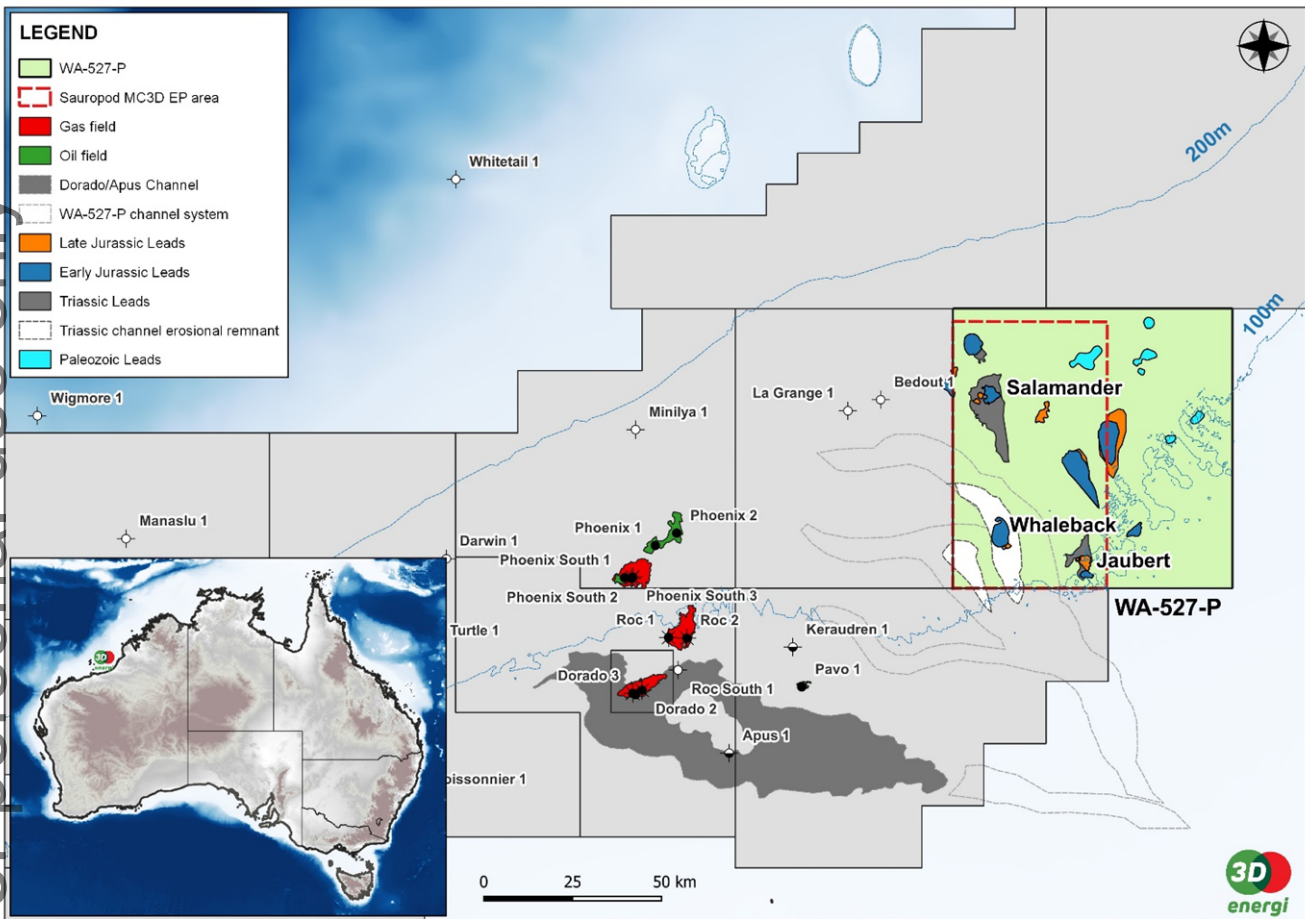 LEGEND
WA-527-P
Sauropod MC3D EP area
Gas field
Oil field
Dorado/Apus Channel
WA-527-P channel system
Late Jurassic Leads
Early Jurassic Leads
Triassic Leads
Triassic channel erosional remnant
Paleozoic Leads
Whitetail 1
200m
100m
Wigmore 1
Minilya 1
La Grange 1
Bedout 1
Salamander
Manaslu 1
Darwin 1
Phoenix 1
Phoenix 2
Phoenix South 1
Phoenix South 2
Phoenix South 3
Whaleback
Jaubert
WA-527-P
Turtle 1
Roc 1
Roc 2
Keraudren 1
Pavo 1
Dorado 3
Roc South 1
Dorado 2
Apus 1
oissonnier 1
3D
energi
0 25 50 km
3D
energi